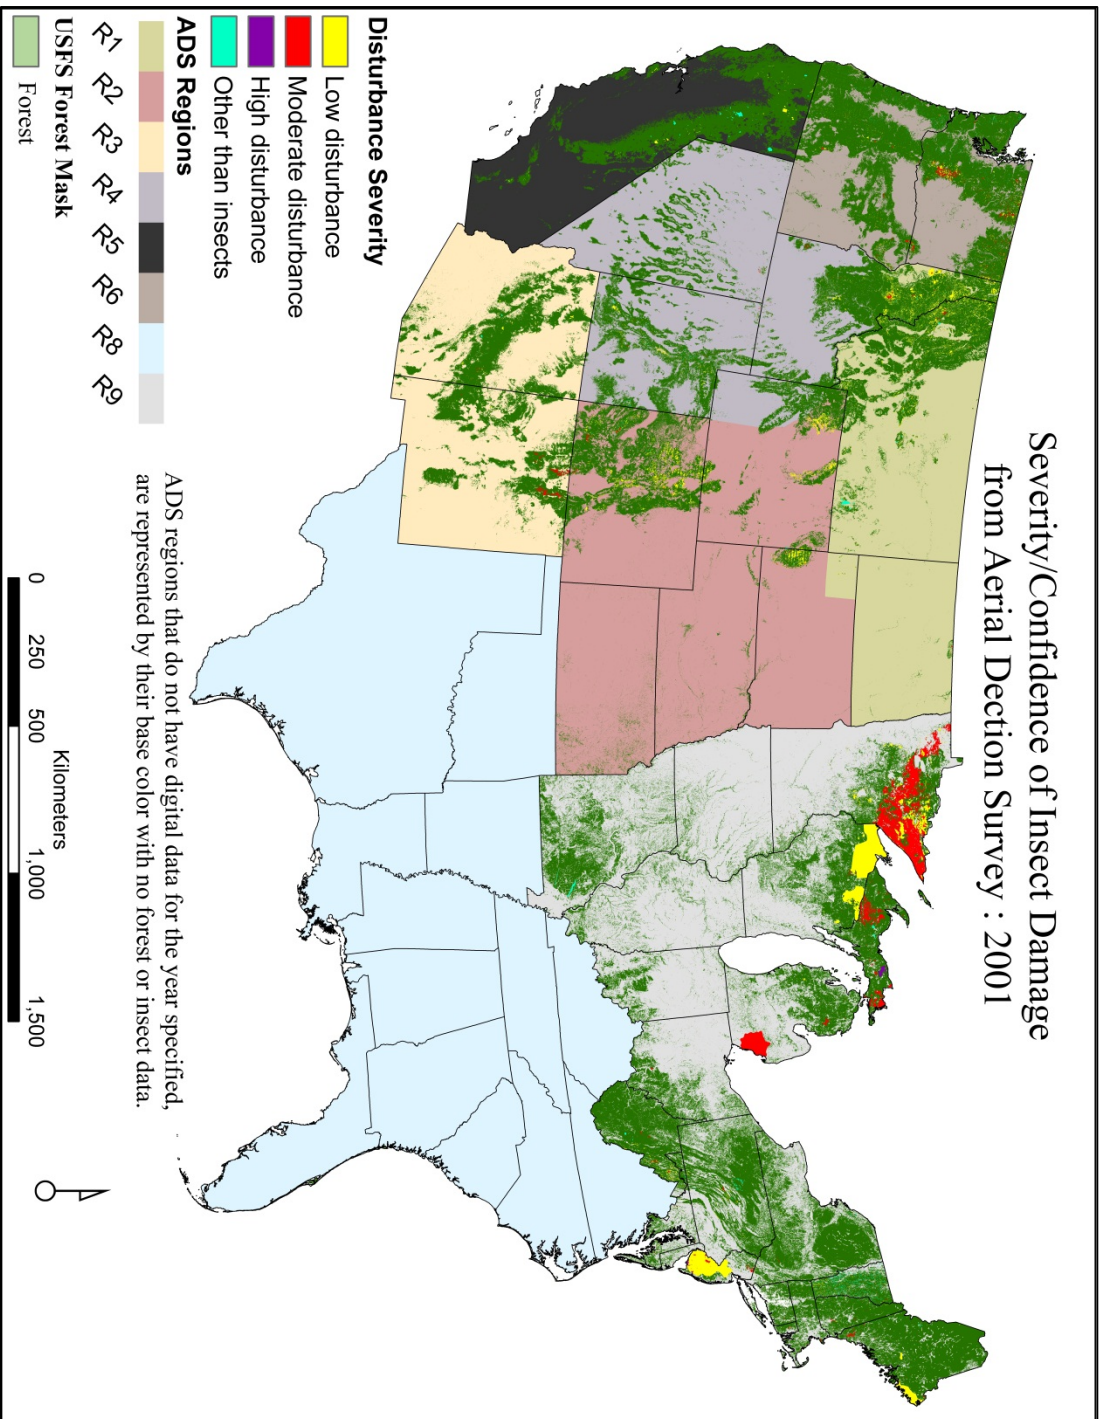 Severity/Confidence of Insect Damage
from Aerial Dection Survey : 2001
Disturbance Severity
Low disturbance
Moderate disturbance
High disturbance
Other than insects
ADS Regions
R1 R2 R3 R4 R5 R6 R8 R9
USFS Forest Mask
Forest
ADS regions that do not have digital data for the year specified,
are represented by their base color with no forest or insect data.
Kilometers
0 250 500 1,000 1,500